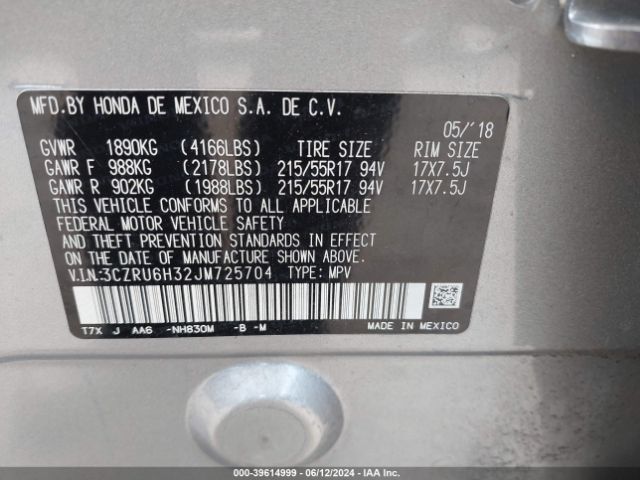 MFD.BY HONDA DE MEXICO S.A. DE C.V.
05/'18
GVWR 1890KG (4166LBS) TIRE SIZE RIM SIZE
GAWR F 988KG (2178LBS) 215/55R17 94V 17X7.5J
GAWR R 902KG (1988LBS) 215/55R17 94V 17X7.5J
THIS VEHICLE CONFORMS TO ALL APPLICABLE
FEDERAL MOTOR VEHICLE SAFETY
AND THEFT PREVENTION STANDARDS IN EFFECT
ON THE DATE OF MANUFACTURE SHOWN ABOVE.
V.I.N.:3CZRU6H32JM725704 TYPE: MPV
T7X J AA6 -NH830M -B -M MADE IN MEXICO
000-39614999 - 06/12/2024 - IAA Inc.